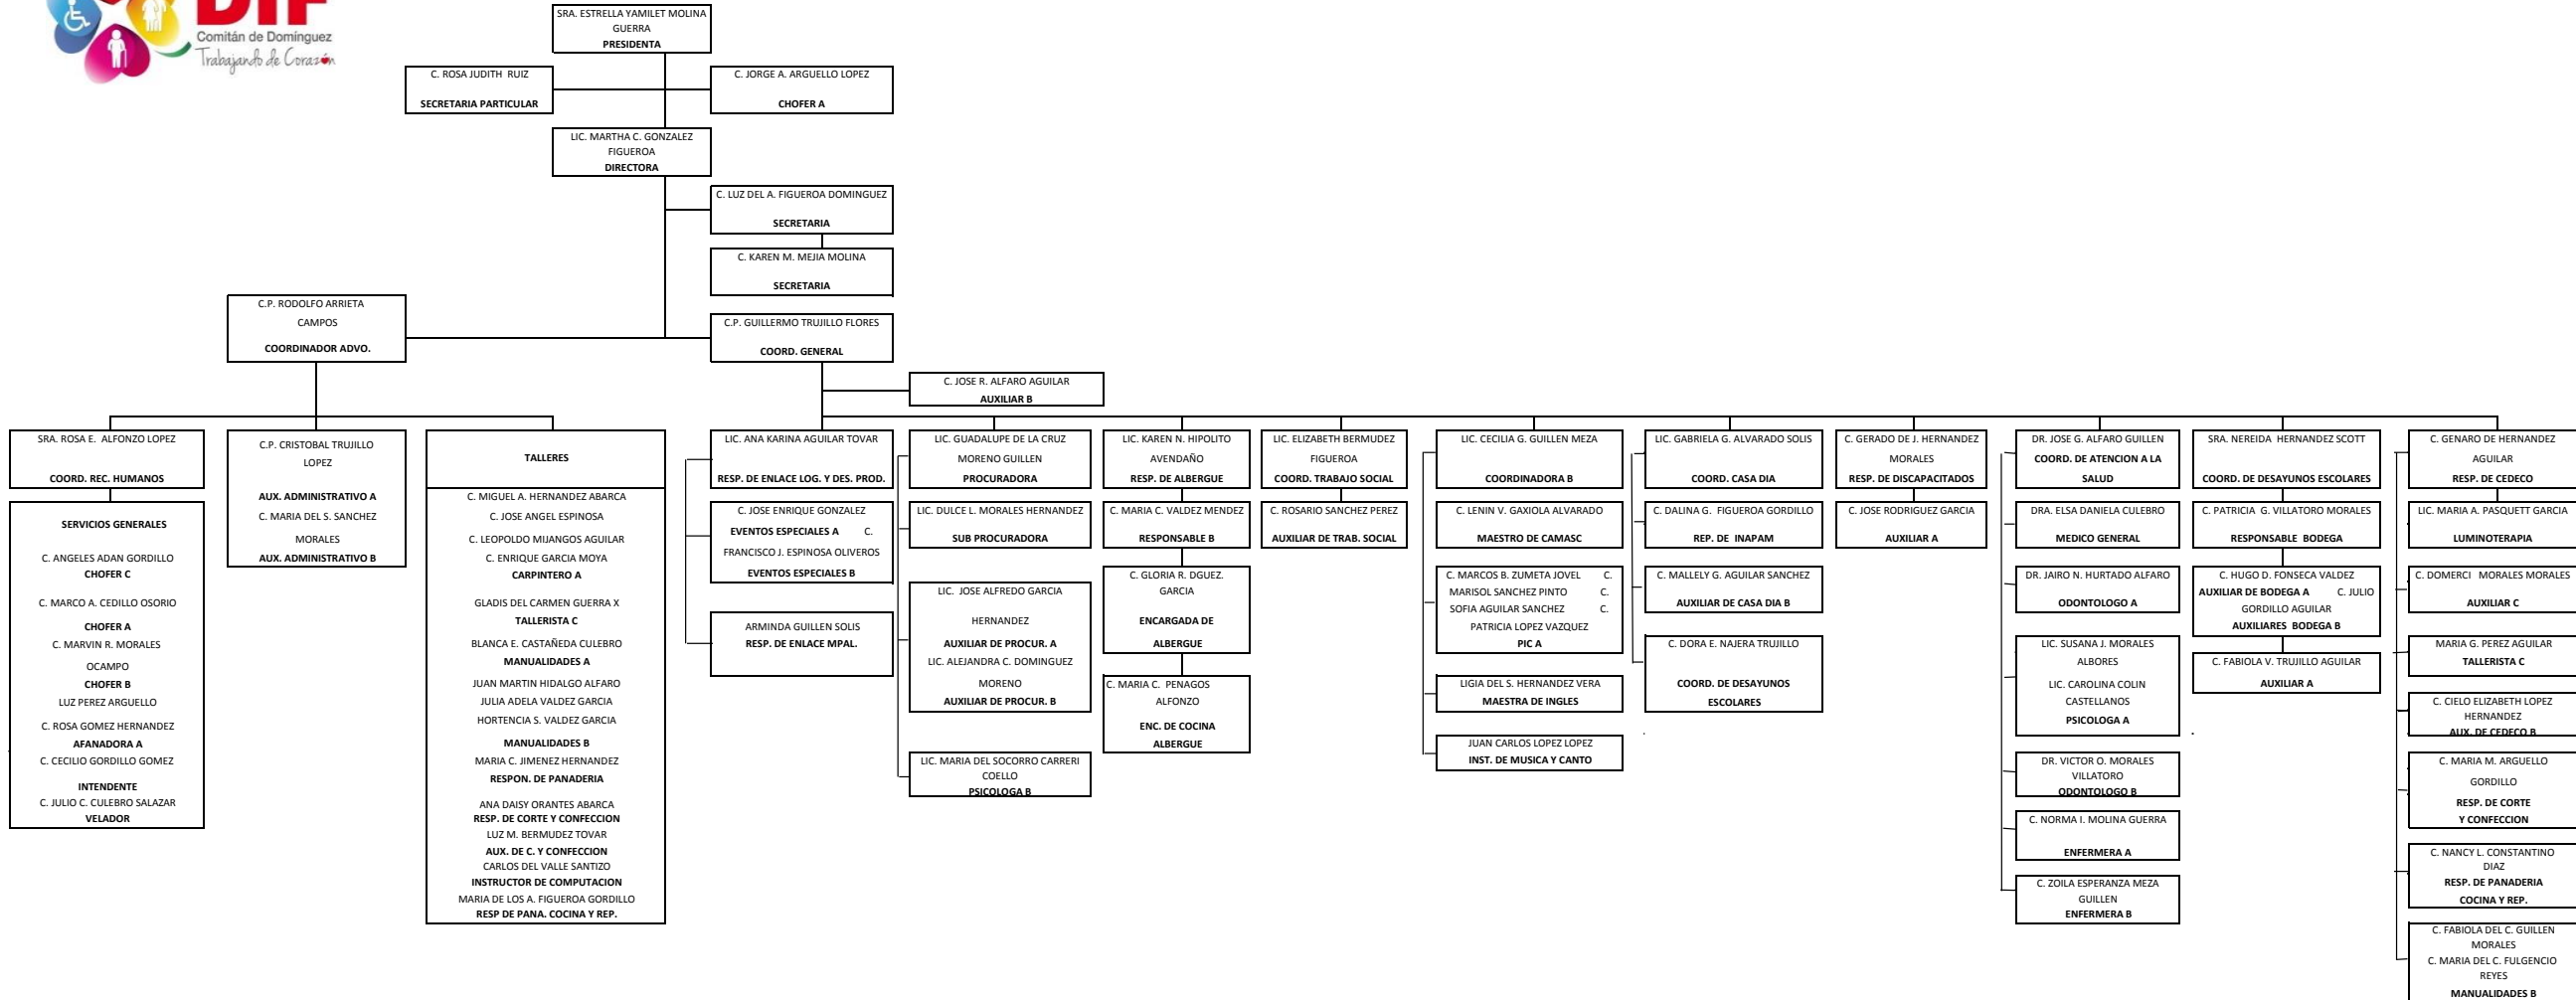 DIF
Comitán de Domínguez
Trabajando de Corazón
SRA. ESTRELLA YAMILET MOLINA
GUERRA
PRESIDENTA
C. ROSA JUDITH RUIZ
SECRETARIA PARTICULAR
C. JORGE A. ARGUELLO LOPEZ
CHOFER A
LIC. MARTHA C. GONZALEZ
FIGUEROA
DIRECTORA
C. LUZ DEL A. FIGUEROA DOMINGUEZ
SECRETARIA
C. KAREN M. MEJIA MOLINA
SECRETARIA
C.P. RODOLFO ARRIETA
CAMPOS
COORDINADOR ADVO.
C.P. GUILLERMO TRUJILLO FLORES
COORD. GENERAL
C. JOSE R. ALFARO AGUILAR
AUXILIAR B
SRA. ROSA E. ALFONZO LOPEZ
COORD. REC. HUMANOS
SERVICIOS GENERALES
C. ANGELES ADAN GORDILLO
CHOFER C
C. MARCO A. CEDILLO OSORIO
CHOFER A
C. MARVIN R. MORALES
OCAMPO
CHOFER B
LUZ PEREZ ARGUELLO
C. ROSA GOMEZ HERNANDEZ
AFANADORA A
C. CECILIO GORDILLO GOMEZ
INTENDENTE
C. JULIO C. CULEBRO SALAZAR
VELADOR
C.P. CRISTOBAL TRUJILLO
LOPEZ
AUX. ADMINISTRATIVO A
C. MARIA DEL S. SANCHEZ
MORALES
AUX. ADMINISTRATIVO B
TALLERES
C. MIGUEL A. HERNANDEZ ABARCA
C. JOSE ANGEL ESPINOSA
C. LEOPOLDO MIJANGOS AGUILAR
C. ENRIQUE GARCIA MOYA
CARPINTERO A
GLADIS DEL CARMEN GUERRA X
TALLERISTA C
BLANCA E. CASTAÑEDA CULEBRO
MANUALIDADES A
JUAN MARTIN HIDALGO ALFARO
JULIA ADELA VALDEZ GARCIA
HORTENCIA S. VALDEZ GARCIA
MANUALIDADES B
MARIA C. JIMENEZ HERNANDEZ
RESPON. DE PANADERIA
ANA DAISY ORANTES ABARCA
RESP. DE CORTE Y CONFECCION
LUZ M. BERMUDEZ TOVAR
AUX. DE C. Y CONFECCION
CARLOS DEL VALLE SANTIZO
INSTRUCTOR DE COMPUTACION
MARIA DE LOS A. FIGUEROA GORDILLO
RESP DE PANA. COCINA Y REP.
LIC. ANA KARINA AGUILAR TOVAR
RESP. DE ENLACE LOG. Y DES. PROD.
C. JOSE ENRIQUE GONZALEZ
EVENTOS ESPECIALES A C.
FRANCISCO J. ESPINOSA OLIVEROS
EVENTOS ESPECIALES B
ARMINDA GUILLEN SOLIS
RESP. DE ENLACE MPAL.
LIC. GUADALUPE DE LA CRUZ
MORENO GUILLEN
PROCURADORA
LIC. DULCE L. MORALES HERNANDEZ
SUB PROCURADORA
LIC. JOSE ALFREDO GARCIA
HERNANDEZ
AUXILIAR DE PROCUR. A
LIC. ALEJANDRA C. DOMINGUEZ
MORENO
AUXILIAR DE PROCUR. B
LIC. MARIA DEL SOCORRO CARRERI
COELLO
PSICOLOGA B
LIC. KAREN N. HIPOLITO
AVENDAÑO
RESP. DE ALBERGUE
C. MARIA C. VALDEZ MENDEZ
RESPONSABLE B
C. GLORIA R. DGUEZ.
GARCIA
ENCARGADA DE
ALBERGUE
C. MARIA C. PENAGOS
ALFONZO
ENC. DE COCINA
ALBERGUE
LIC. ELIZABETH BERMUDEZ
FIGUEROA
COORD. TRABAJO SOCIAL
C. ROSARIO SANCHEZ PEREZ
AUXILIAR DE TRAB. SOCIAL
LIC. CECILIA G. GUILLEN MEZA
COORDINADORA B
C. LENIN V. GAXIOLA ALVARADO
MAESTRO DE CAMASC
C. MARCOS B. ZUMETA JOVEL C.
MARISOL SANCHEZ PINTO C.
SOFIA AGUILAR SANCHEZ C.
PATRICIA LOPEZ VAZQUEZ
PIC A
LIGIA DEL S. HERNANDEZ VERA
MAESTRA DE INGLES
JUAN CARLOS LOPEZ LOPEZ
INST. DE MUSICA Y CANTO
LIC. GABRIELA G. ALVARADO SOLIS
COORD. CASA DIA
C. DALINA G. FIGUEROA GORDILLO
REP. DE INAPAM
C. MALLELY G. AGUILAR SANCHEZ
AUXILIAR DE CASA DIA B
C. DORA E. NAJERA TRUJILLO
COORD. DE DESAYUNOS
ESCOLARES
C. GERADO DE J. HERNANDEZ
MORALES
RESP. DE DISCAPACITADOS
C. JOSE RODRIGUEZ GARCIA
AUXILIAR A
DR. JOSE G. ALFARO GUILLEN
COORD. DE ATENCION A LA
SALUD
DRA. ELSA DANIELA CULEBRO
MEDICO GENERAL
DR. JAIRO N. HURTADO ALFARO
ODONTOLOGO A
LIC. SUSANA J. MORALES
ALBORES
LIC. CAROLINA COLIN
CASTELLANOS
PSICOLOGA A
DR. VICTOR O. MORALES
VILLATORO
ODONTOLOGO B
C. NORMA I. MOLINA GUERRA
ENFERMERA A
C. ZOILA ESPERANZA MEZA
GUILLEN
ENFERMERA B
SRA. NEREIDA HERNANDEZ SCOTT
COORD. DE DESAYUNOS ESCOLARES
C. PATRICIA G. VILLATORO MORALES
RESPONSABLE BODEGA
C. HUGO D. FONSECA VALDEZ
AUXILIAR DE BODEGA A C. JULIO
GORDILLO AGUILAR
AUXILIARES BODEGA B
C. FABIOLA V. TRUJILLO AGUILAR
AUXILIAR A
C. GENARO DE HERNANDEZ
AGUILAR
RESP. DE CEDECO
LIC. MARIA A. PASQUETT GARCIA
LUMINOTERAPIA
C. DOMERCI MORALES MORALES
AUXILIAR C
MARIA G. PEREZ AGUILAR
TALLERISTA C
C. CIELO ELIZABETH LOPEZ
HERNANDEZ
AUX. DE CEDECO B
C. MARIA M. ARGUELLO
GORDILLO
RESP. DE CORTE
Y CONFECCION
C. NANCY L. CONSTANTINO
DIAZ
RESP. DE PANADERIA
COCINA Y REP.
C. FABIOLA DEL C. GUILLEN
MORALES
C. MARIA DEL C. FULGENCIO
REYES
MANUALIDADES B